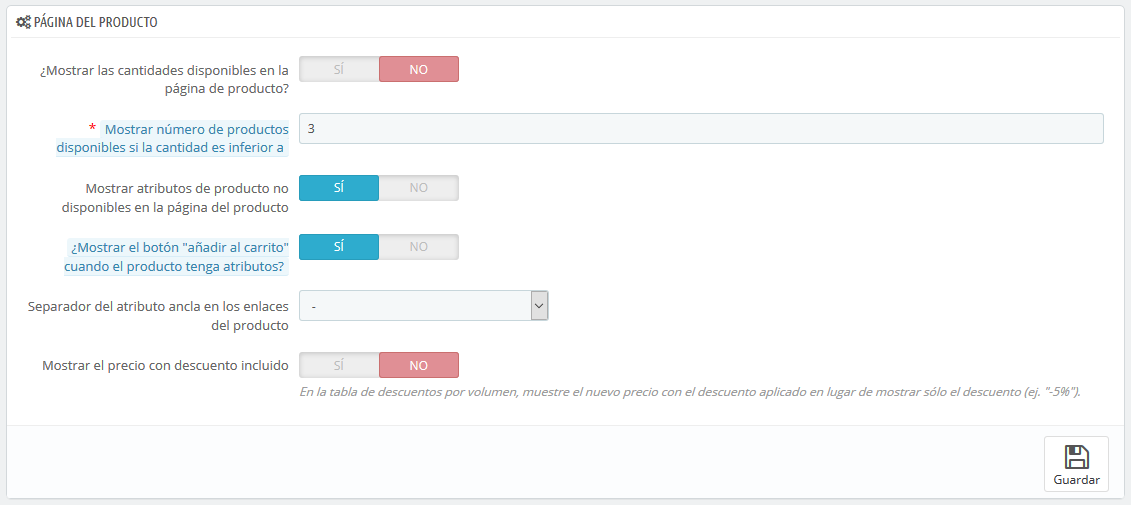 PÁGINA DEL PRODUCTO
¿Mostrar las cantidades disponibles en la
página de producto?
SÍ NO
* Mostrar número de productos
disponibles si la cantidad es inferior a
3
Mostrar atributos de producto no
disponibles en la página del producto
SÍ NO
¿Mostrar el botón "añadir al carrito"
cuando el producto tenga atributos?
SÍ NO
Separador del atributo ancla en los enlaces
del producto
-
Mostrar el precio con descuento incluido
SÍ NO
En la tabla de descuentos por volumen, muestre el nuevo precio con el descuento aplicado en lugar de mostrar sólo el descuento (ej. "-5%").
Guardar